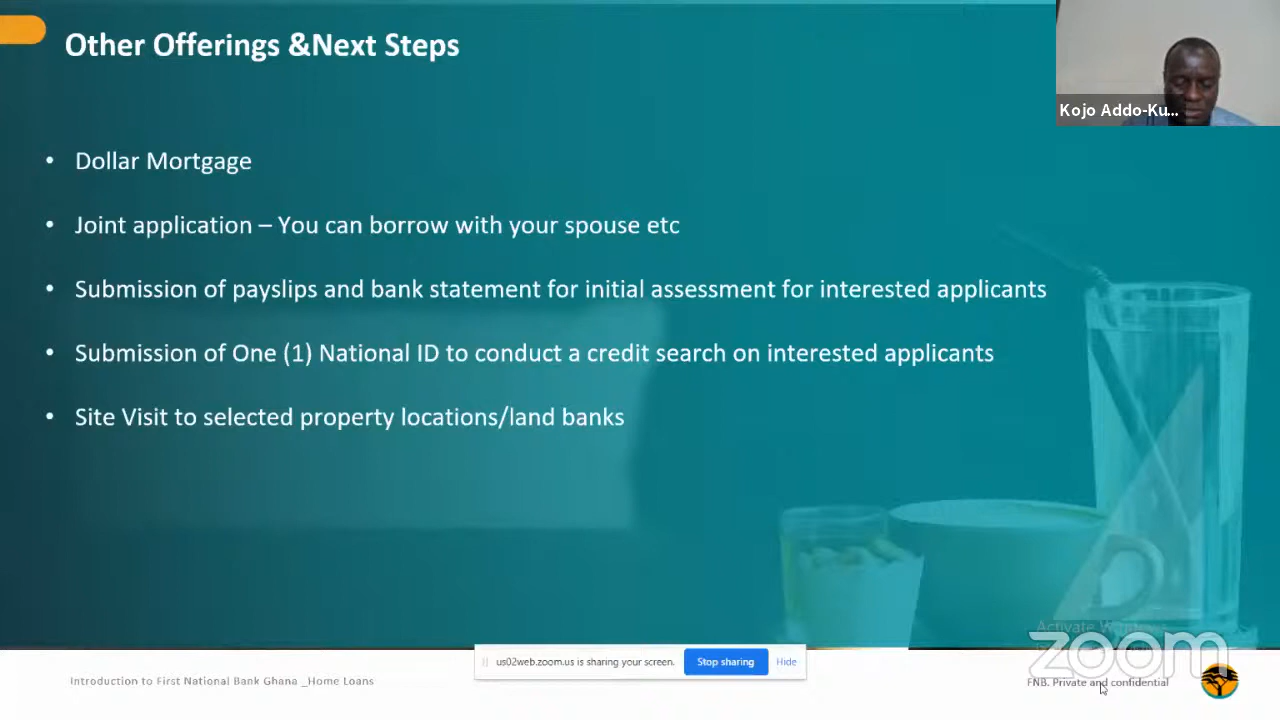 Other Offerings &Next Steps
Kojo Addo-Ku...
• Dollar Mortgage
• Joint application – You can borrow with your spouse etc
• Submission of payslips and bank statement for initial assessment for interested applicants
• Submission of One (1) National ID to conduct a credit search on interested applicants
• Site Visit to selected property locations/land banks
Activate
zoom
us02web.zoom.us is sharing your screen. Stop sharing Hide
Introduction to First National Bank Ghana _Home Loans
FNB. Private and confidential